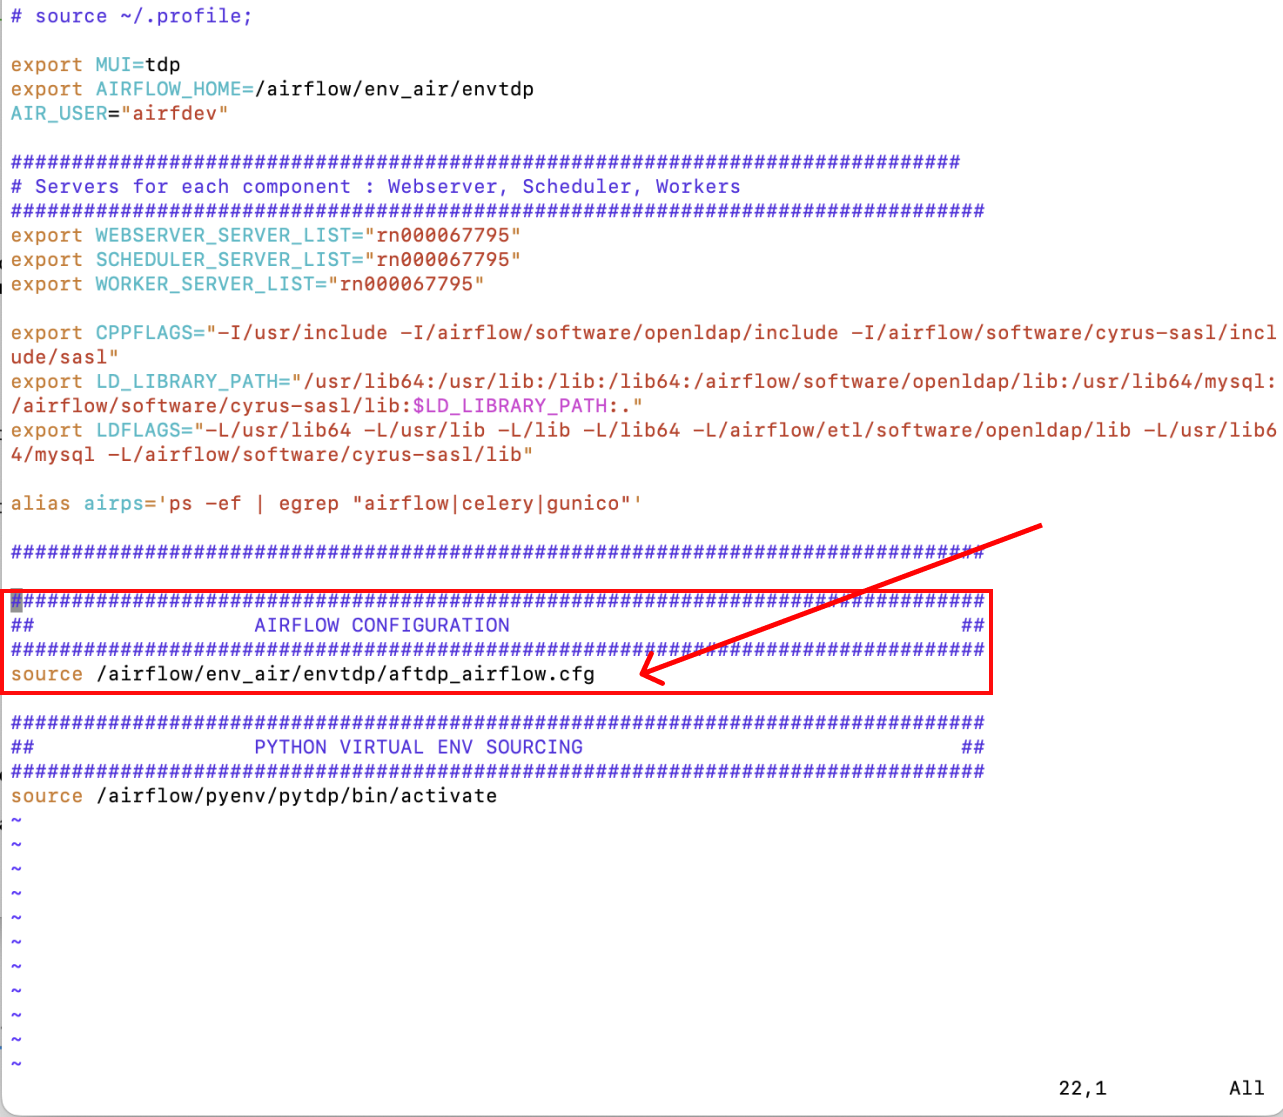 # source ~/.profile;
export MUI=tdp
export AIRFLOW_HOME=/airflow/env_air/envtdp
AIR_USER="airfdev"
##############################################################################
# Servers for each component : Webserver, Scheduler, Workers
################################################################################
export WEBSERVER_SERVER_LIST="rn000067795"
export SCHEDULER_SERVER_LIST="rn000067795"
export WORKER_SERVER_LIST="rn000067795"
export CPPFLAGS="-I/usr/include -I/airflow/software/openldap/include -I/airflow/software/cyrus-sasl/incl
ude/sasl"
export LD_LIBRARY_PATH="/usr/lib64:/usr/lib:/lib:/lib64:/airflow/software/openldap/lib:/usr/lib64/mysql:
/airflow/software/cyrus-sasl/lib:$LD_LIBRARY_PATH:."
export LDFLAGS="-L/usr/lib64 -L/usr/lib -L/lib -L/lib64 -L/airflow/etl/software/openldap/lib -L/usr/lib6
4/mysql -L/airflow/software/cyrus-sasl/lib"
alias airps='ps -ef | egrep "airflow|celery|gunico"'
################################################################################
################################################################################
##                  AIRFLOW CONFIGURATION                                     ##
################################################################################
source /airflow/env_air/envtdp/aftdp_airflow.cfg
################################################################################
##                  PYTHON VIRTUAL ENV SOURCING                               ##
################################################################################
source /airflow/pyenv/pytdp/bin/activate
~
~
~
~
~
~
~
~
~
~
~
22,1 All